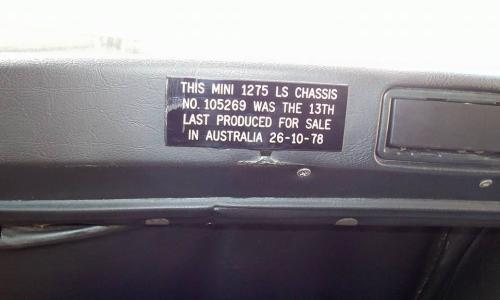 THIS MINI 1275 LS CHASSIS
NO. 105269 WAS THE 13TH
LAST PRODUCED FOR SALE
IN AUSTRALIA 26-10-78